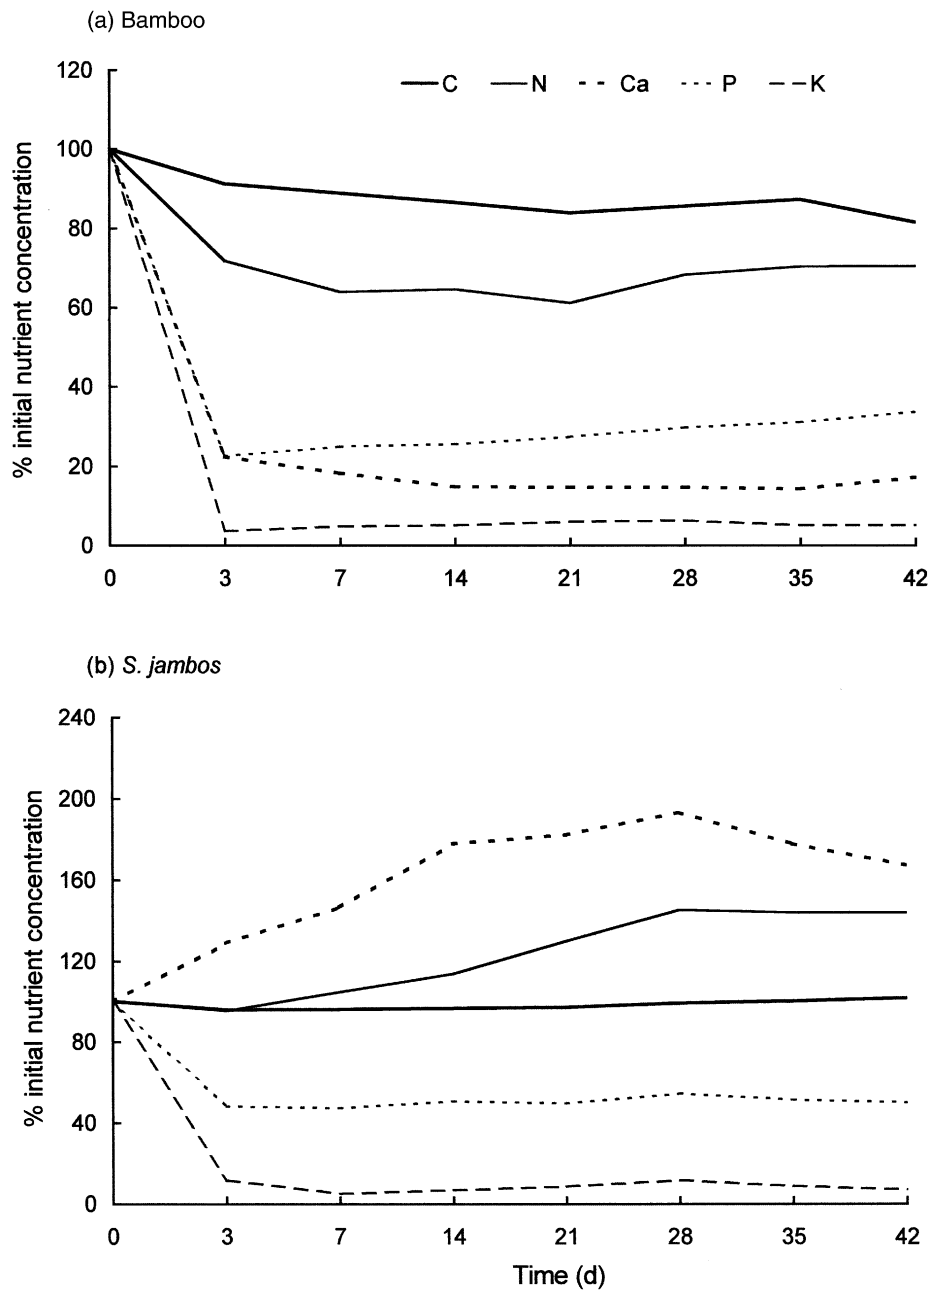 (a) Bamboo
120
C N Ca P K
100
80
60
40
20
0
% initial nutrient concentration
0 3 7 14 21 28 35 42
(b) S. jambos
240
200
160
120
80
40
0
% initial nutrient concentration
0 3 7 14 21 28 35 42
Time (d)